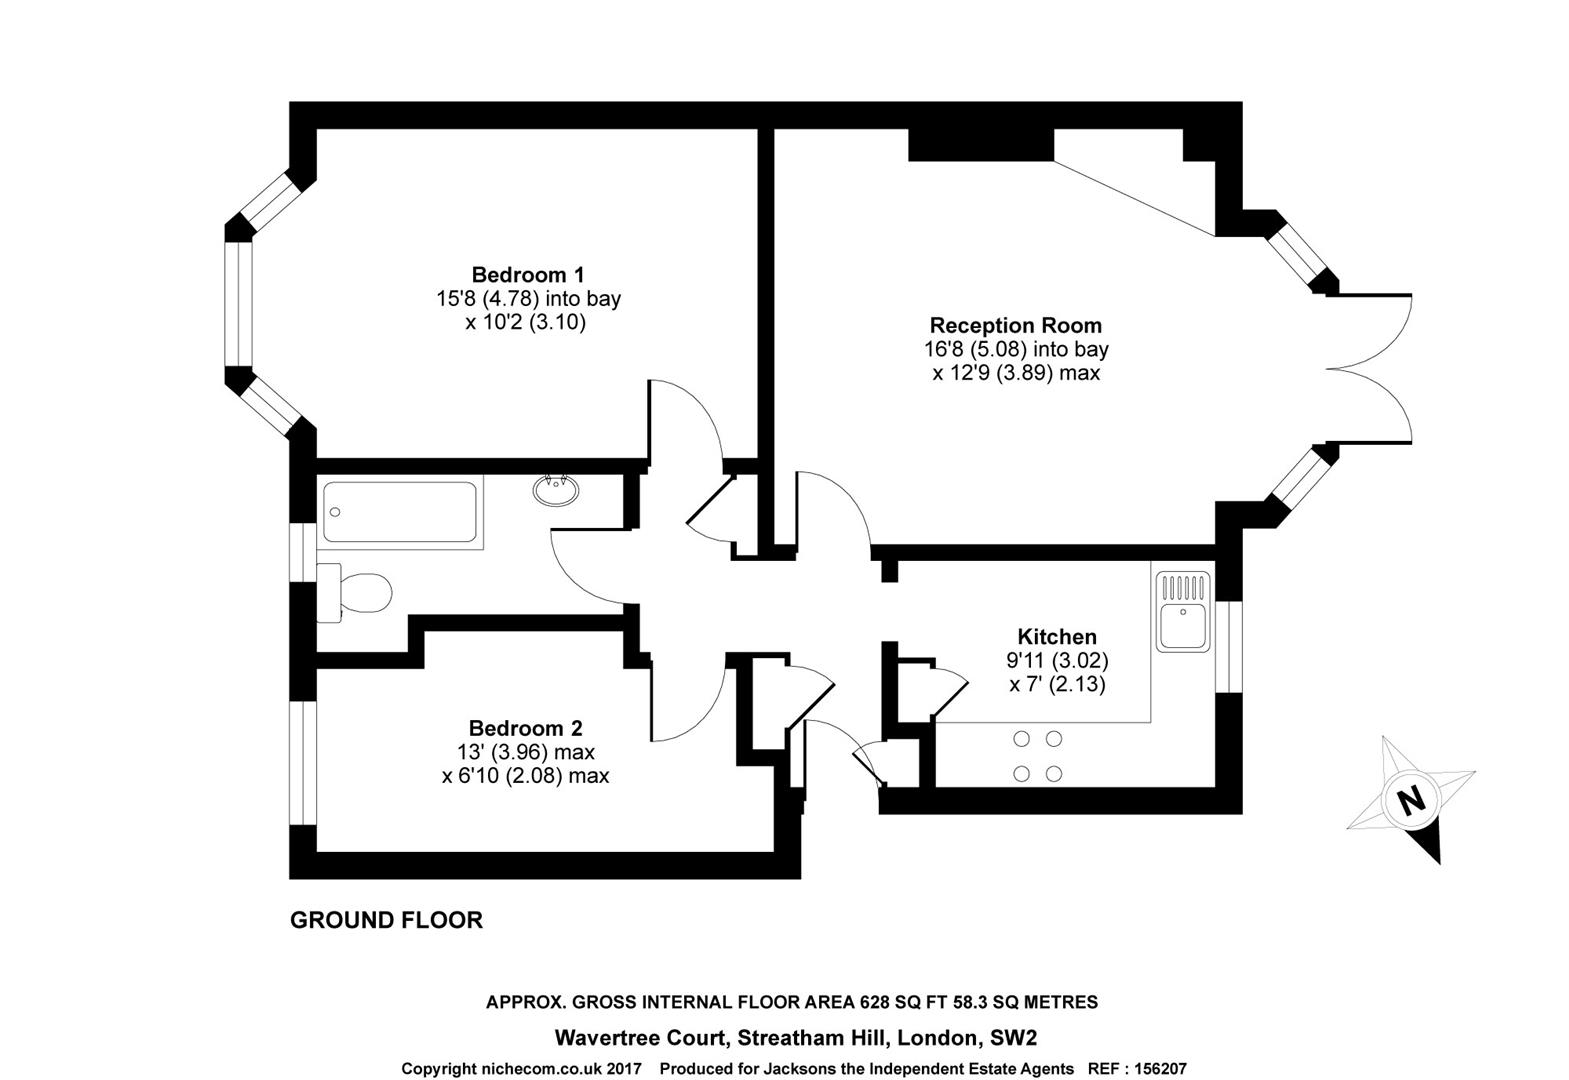 Bedroom 1
15'8 (4.78) into bay
x 10'2 (3.10)
Reception Room
16'8 (5.08) into bay
x 12'9 (3.89) max
Kitchen
9'11 (3.02)
x 7' (2.13)
Bedroom 2
13' (3.96) max
x 6'10 (2.08) max
N
GROUND FLOOR
APPROX. GROSS INTERNAL FLOOR AREA 628 SQ FT 58.3 SQ METRES
Wavertree Court, Streatham Hill, London, SW2
Copyright nichecom.co.uk 2017 Produced for Jacksons the Independent Estate Agents REF : 156207